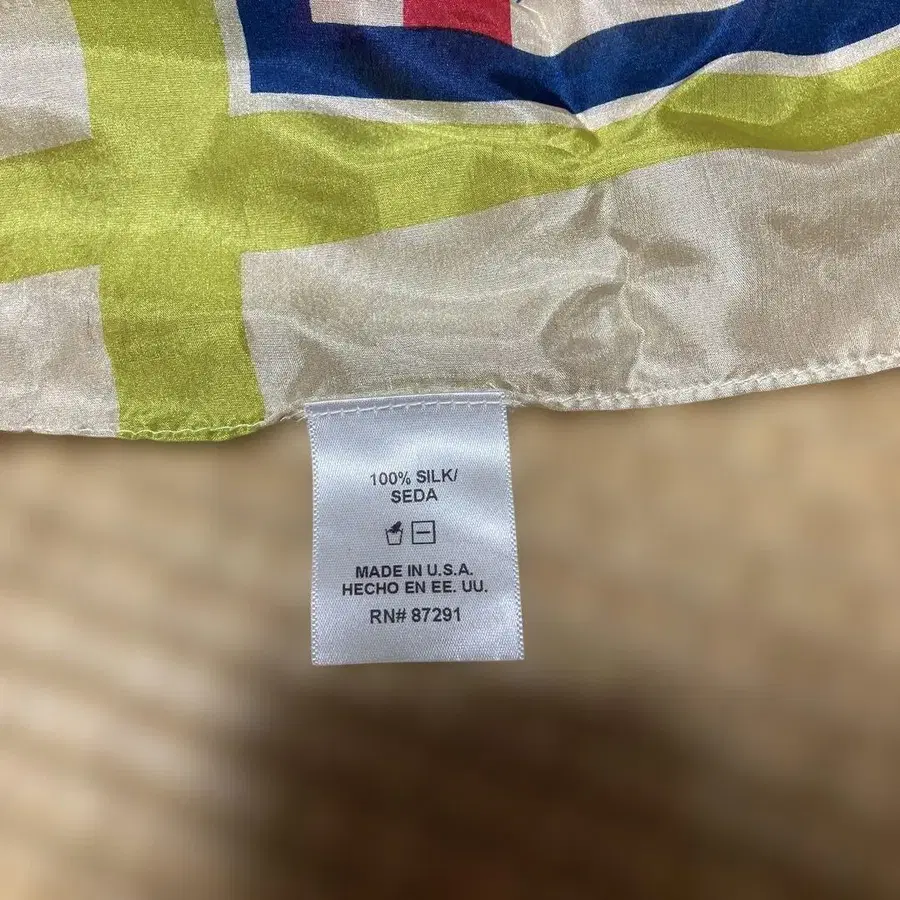 100% SILK/
SEDA
MADE IN U.S.A.
HECHO EN EE. UU.
RN# 87291